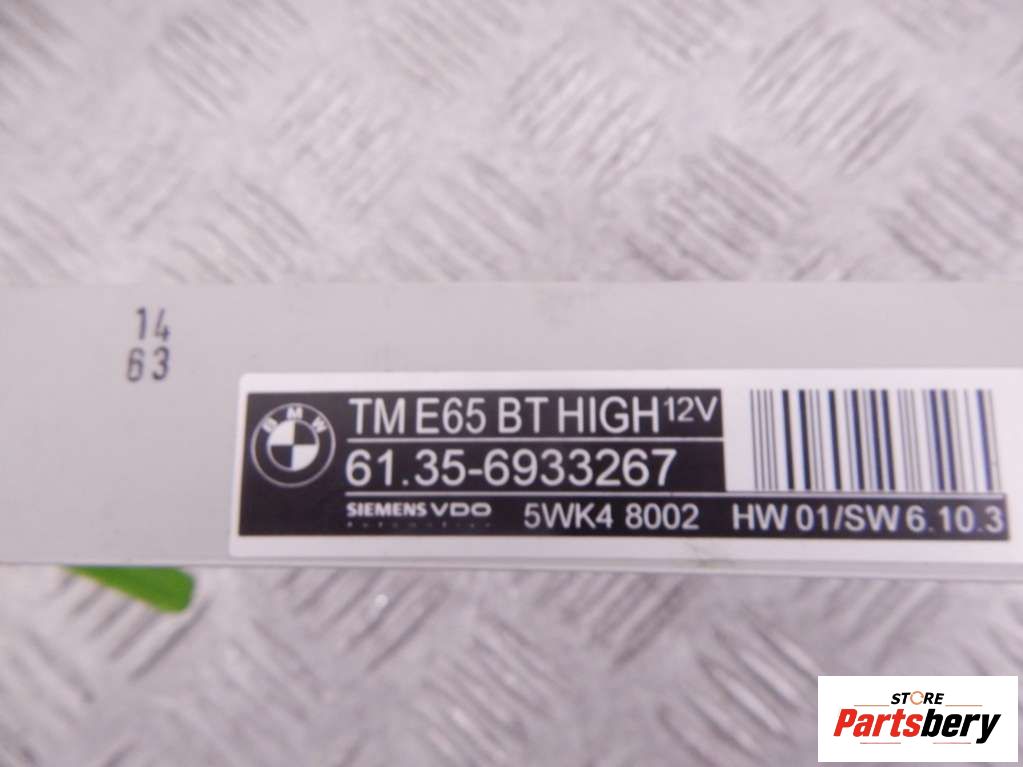 14
63
BMW
TM E65 BT HIGH 12V
61.35-6933267
SIEMENS VDO
Automotive
5WK4 8002
HW 01/SW 6.10.3
STORE
Partsbery